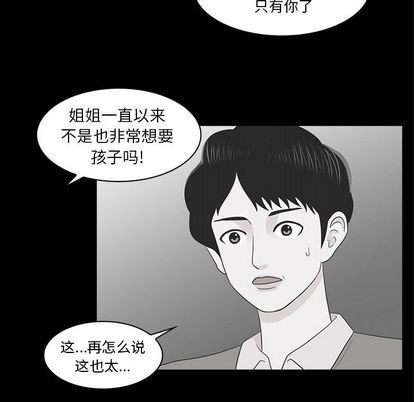 只有你了
姐姐一直以来
不是也非常想要
孩子吗!
这...再怎么说
这也太...